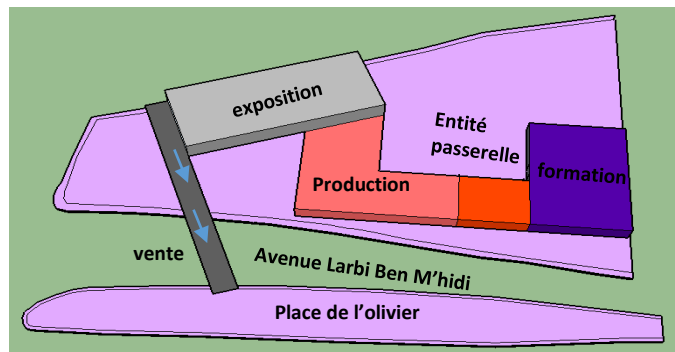 exposition
Entité
passerelle
formation
Production
vente
Avenue Larbi Ben M’hidi
Place de l’olivier